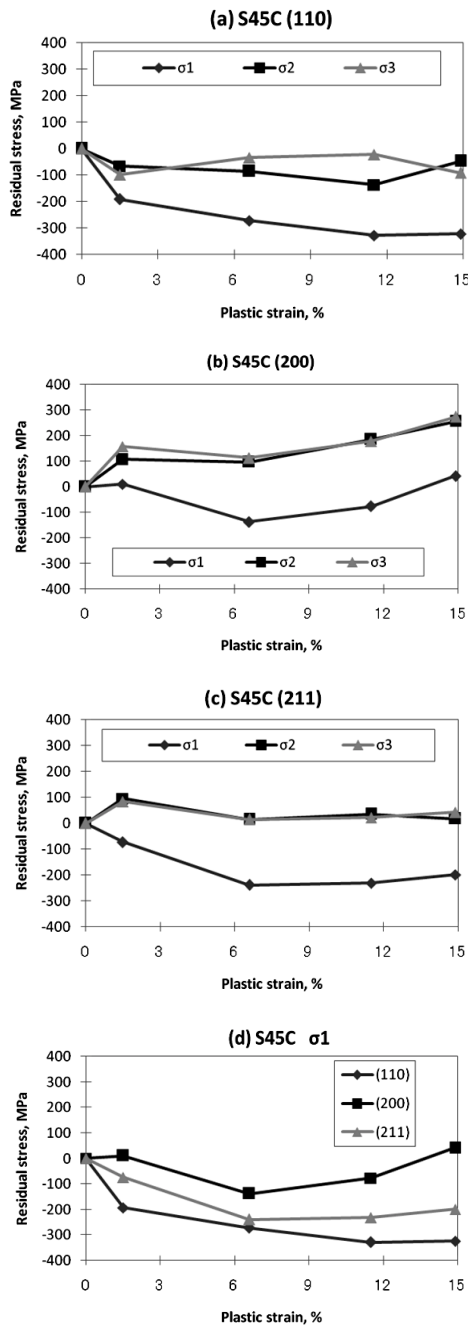 (a) S45C (110)
σ1 σ2 σ3
Residual stress, MPa
400
300
200
100
0
-100
-200
-300
-400
0 3 6 9 12 15
Plastic strain, %
(b) S45C (200)
Residual stress, MPa
400
300
200
100
0
-100
-200
-300
-400
σ1 σ2 σ3
0 3 6 9 12 15
Plastic strain, %
(c) S45C (211)
σ1 σ2 σ3
Residual stress, MPa
400
300
200
100
0
-100
-200
-300
-400
0 3 6 9 12 15
Plastic strain, %
(d) S45C σ1
(110)
(200)
(211)
Residual stress, MPa
400
300
200
100
0
-100
-200
-300
-400
0 3 6 9 12 15
Plastic strain, %